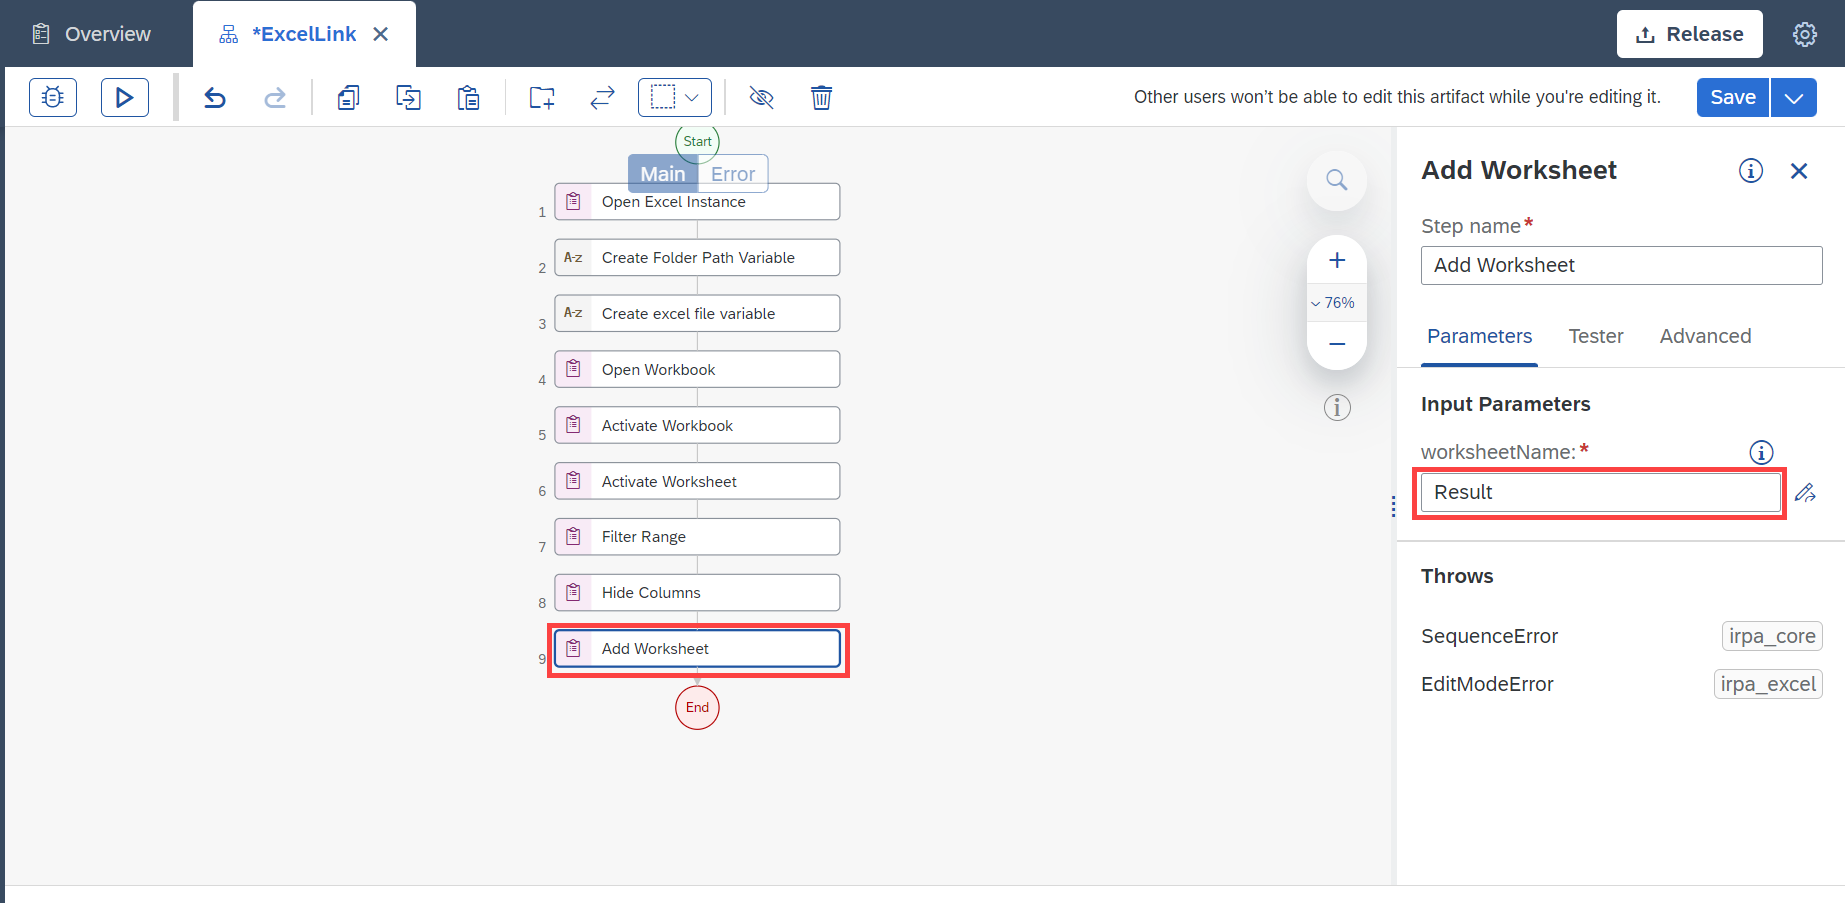 Overview
*ExcelLink
Release
Other users won't be able to edit this artifact while you're editing it.
Save
Start
Main Error
1 Open Excel Instance
2 A-z Create Folder Path Variable
3 A-z Create excel file variable
4 Open Workbook
5 Activate Workbook
6 Activate Worksheet
7 Filter Range
8 Hide Columns
9 Add Worksheet
End
76%
Add Worksheet
Step name*
Add Worksheet
Parameters Tester Advanced
Input Parameters
worksheetName:*
Result
Throws
SequenceError irpa_core
EditModeError irpa_excel